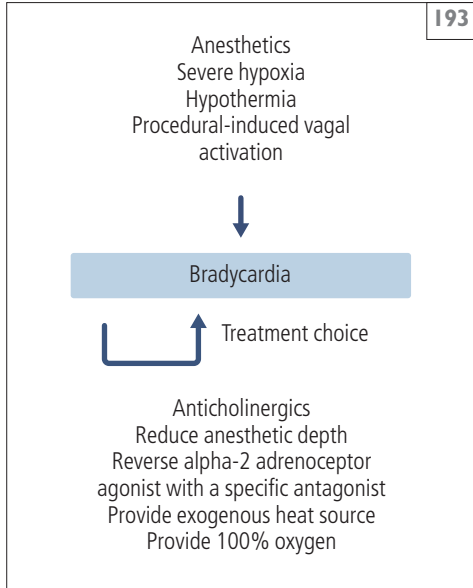 193
Anesthetics
Severe hypoxia
Hypothermia
Procedural-induced vagal
activation
Bradycardia
Treatment choice
Anticholinergics
Reduce anesthetic depth
Reverse alpha-2 adrenoceptor
agonist with a specific antagonist
Provide exogenous heat source
Provide 100% oxygen